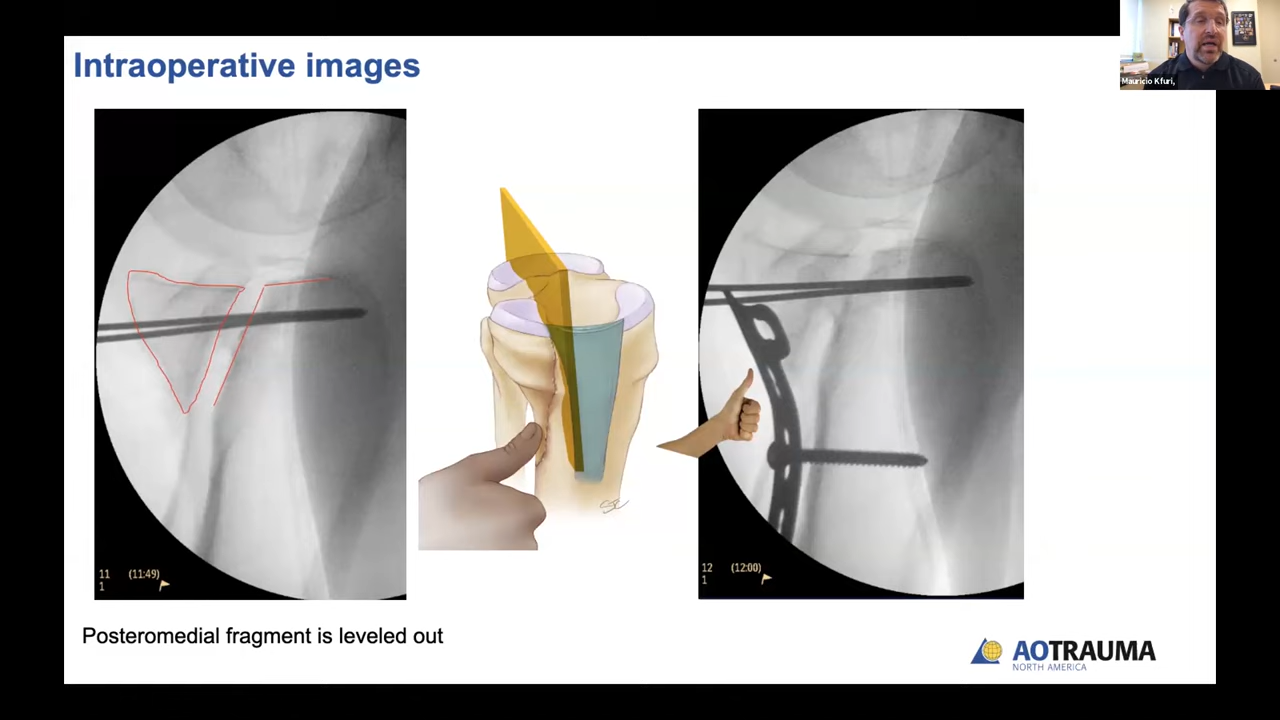 Intraoperative images
Mauricio Kfuri,
11 (11:49)
1
12 (12:00)
1
Posteromedial fragment is leveled out
AOTRAUMA
NORTH AMERICA